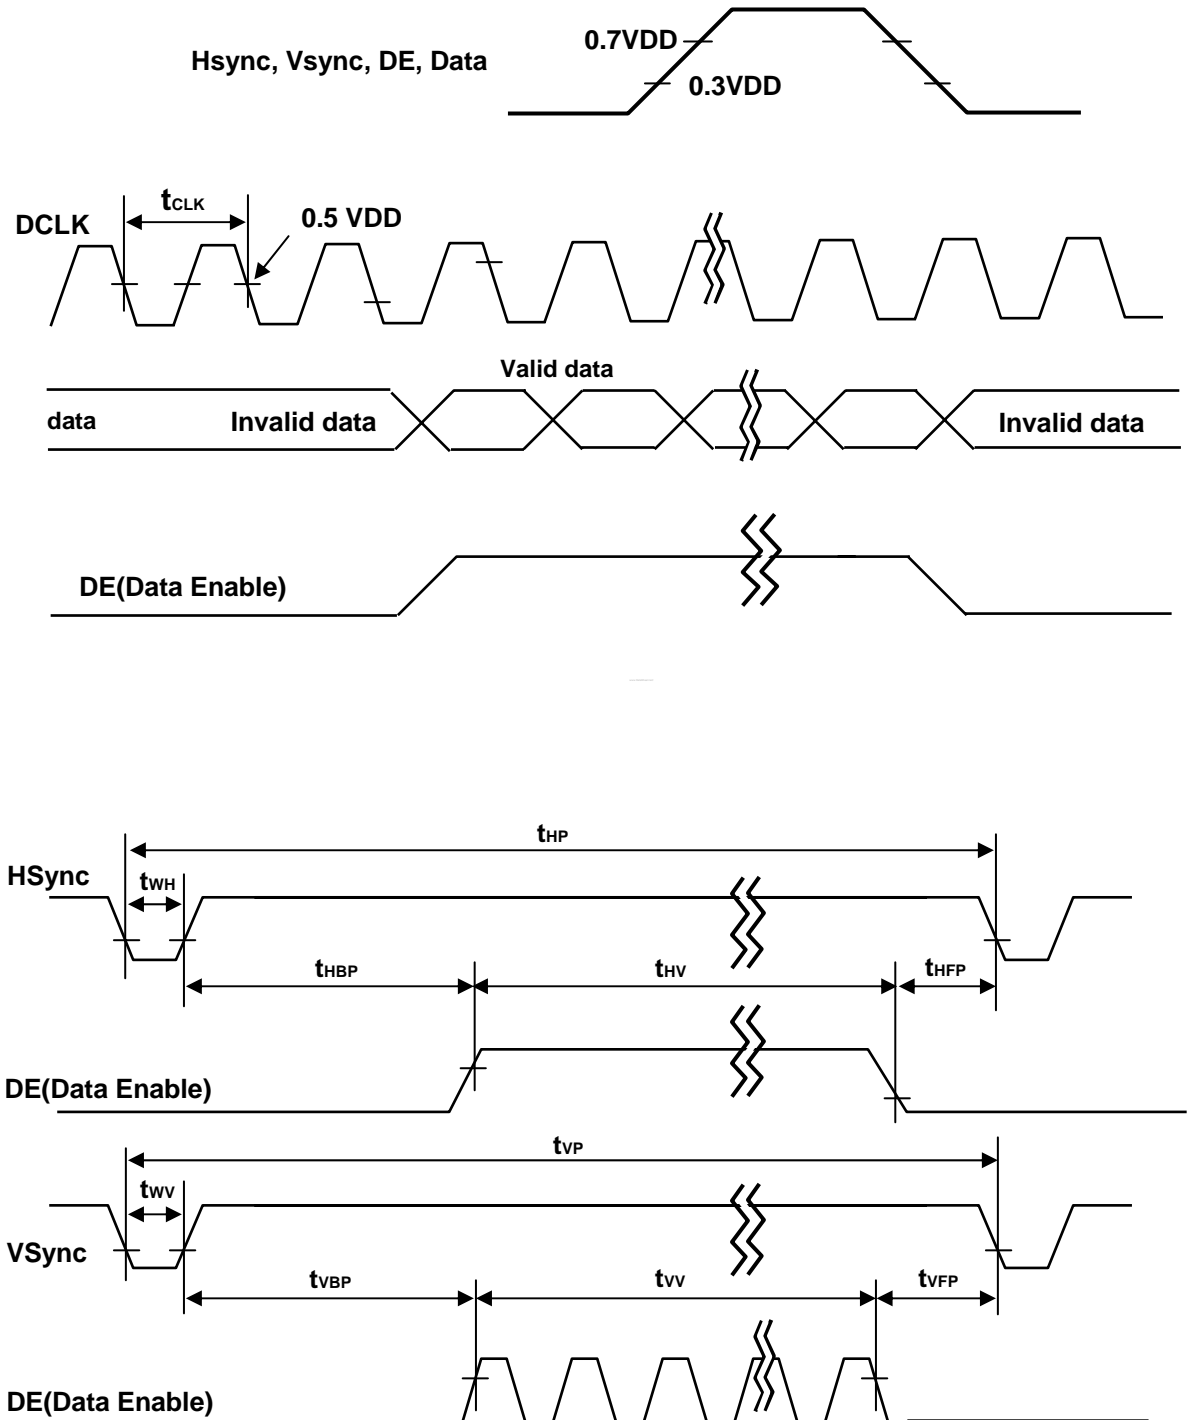 0.7VDD
Hsync, Vsync, DE, Data
0.3VDD
tCLK
DCLK
0.5 VDD
Valid data
data
Invalid data
Invalid data
DE(Data Enable)
tHP
HSync
tWH
tHBP
tHV
tHFP
DE(Data Enable)
tVP
tWV
VSync
tVBP
tVV
tVFP
DE(Data Enable)